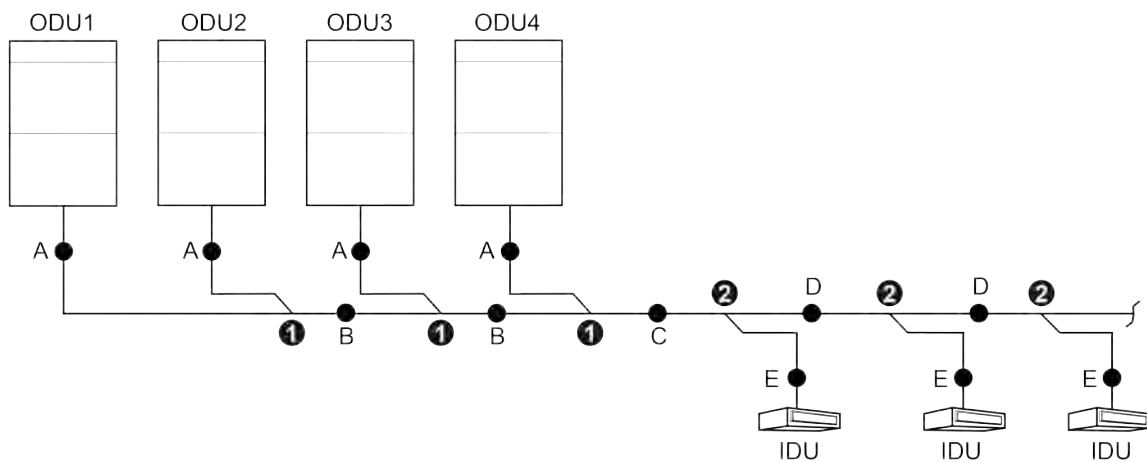 ODU1 ODU2 ODU3 ODU4
A A A A
2 D 2 D 2
1 B 1 B 1 C
E E E
IDU IDU IDU